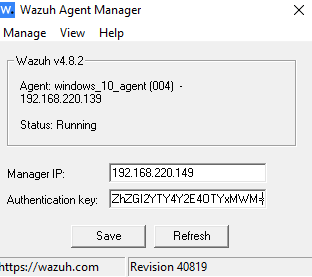 W. Wazuh Agent Manager
Manage View Help
Wazuh v4.8.2
Agent: windows_10_agent (004) -
192.168.220.139
Status: Running
Manager IP: 192.168.220.149
Authentication key: ZhZGI2YTY4Y2E4OTYxMWM=
Save Refresh
https://wazuh.com Revision 40819